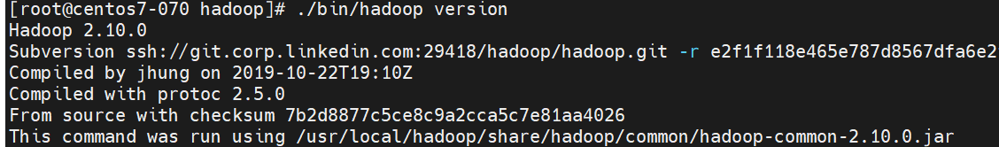 [root@centos7-070 hadoop]# ./bin/hadoop version
Hadoop 2.10.0
Subversion ssh://git.corp.linkedin.com:29418/hadoop/hadoop.git -r e2f1f118e465e787d8567dfa6e2
Compiled by jhung on 2019-10-22T19:10Z
Compiled with protoc 2.5.0
From source with checksum 7b2d8877c5ce8c9a2cca5c7e81aa4026
This command was run using /usr/local/hadoop/share/hadoop/common/hadoop-common-2.10.0.jar